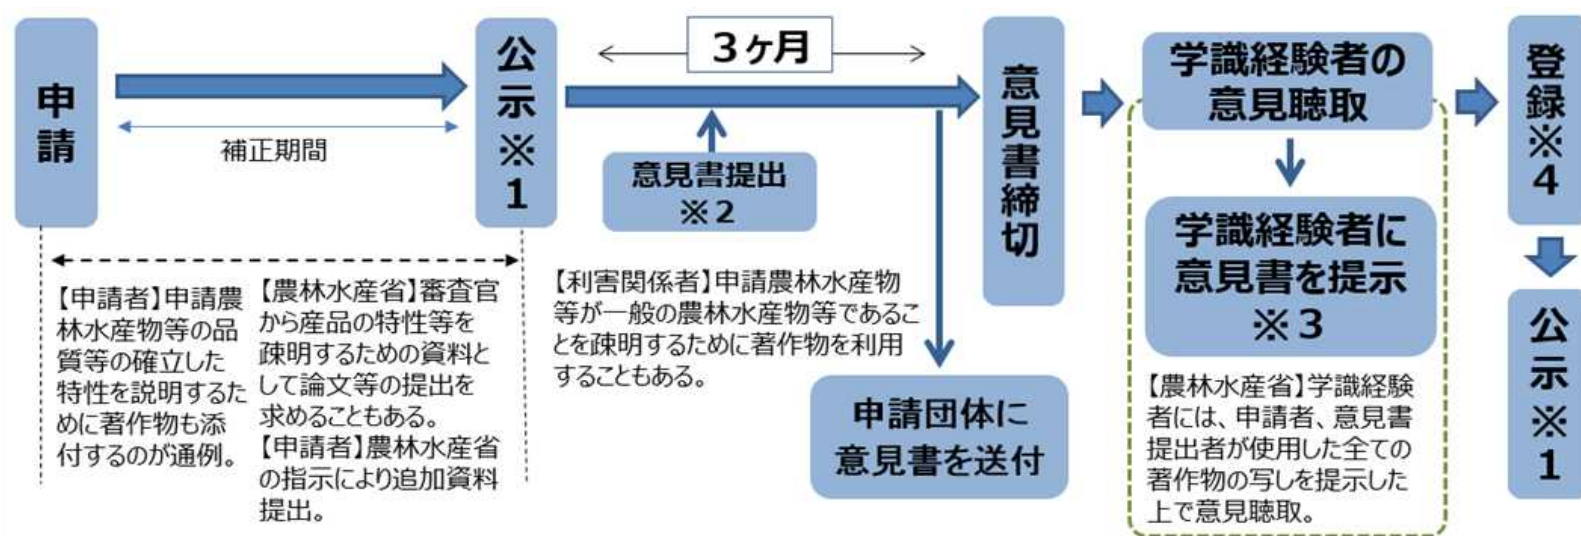 申請
補正期間
公示※1
3ヶ月
意見書提出
※2
意見書締切
学識経験者の
意見聴取
登録※4
学識経験者に
意見書を提示
※3
公示※1
申請団体に
意見書を送付
【申請者】申請農
林水産物等の品
質等の確立した
特性を説明するた
めに著作物も添
付するのが通例。
【農林水産省】審査官
から産品の特性等を
疎明するための資料と
して論文等の提出を
求めることもある。
【申請者】農林水産省
の指示により追加資料
提出。
【利害関係者】申請農林水産物
等が一般の農林水産物等であるこ
とを疎明するために著作物を利用
することもある。
【農林水産省】学識経験
者には、申請者、意見書
提出者が使用した全ての
著作物の写しを提示した
上で意見聴取。